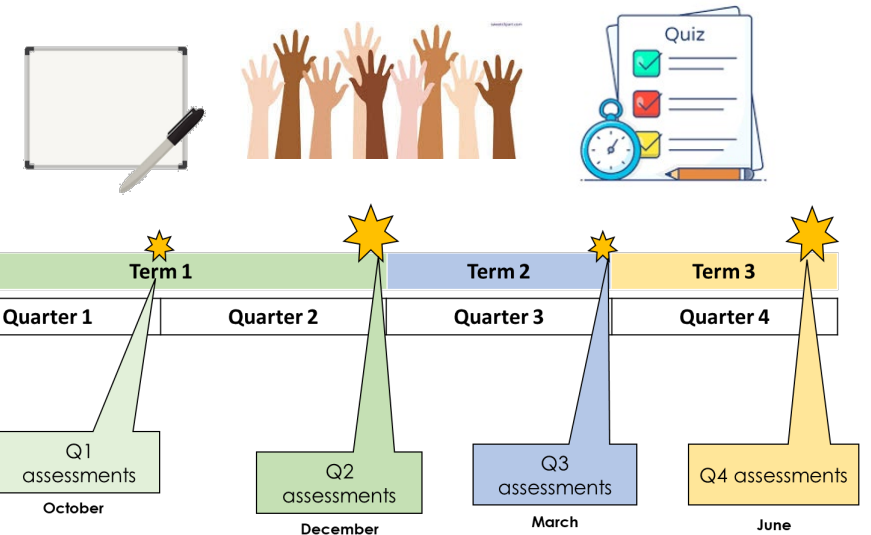 Quiz
Term 1
Term 2
Term 3
Quarter 1
Quarter 2
Quarter 3
Quarter 4
Q1
assessments
October
Q2
assessments
December
Q3
assessments
March
Q4 assessments
June